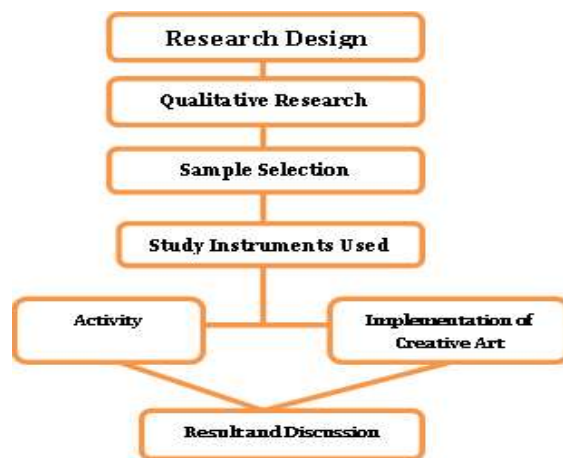 Research Design
Qualitative Research
Sample Selection
Study Instruments Used
Activity
Implementation of
Creative Art
Result and Discussion